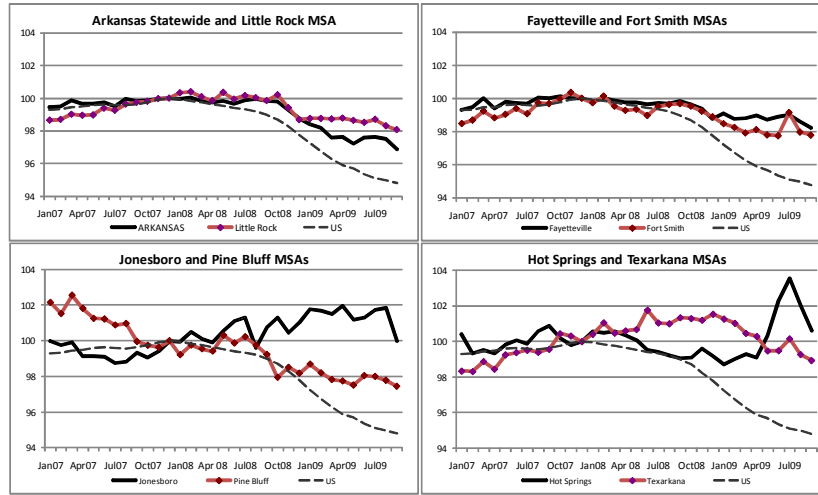 Arkansas Statewide and Little Rock MSA
104
102
100
98
96
94
Jan07 Apr07 Jul07 Oct07 Jan08 Apr 08 Jul08 Oct08 Jan09 Apr09 Jul09
ARKANSAS Little Rock US
Fayetteville and Fort Smith MSAs
104
102
100
98
96
94
Jan07 Apr07 Jul07 Oct07 Jan08 Apr 08 Jul08 Oct08 Jan09 Apr09 Jul09
Fayetteville Fort Smith US
Jonesboro and Pine Bluff MSAs
104
102
100
98
96
94
Jan07 Apr07 Jul07 Oct07 Jan08 Apr 08 Jul08 Oct08 Jan09 Apr09 Jul09
Jonesboro Pine Bluff US
Hot Springs and Texarkana MSAs
104
102
100
98
96
94
Jan07 Apr07 Jul07 Oct07 Jan08 Apr 08 Jul08 Oct08 Jan09 Apr09 Jul09
Hot Springs Texarkana US